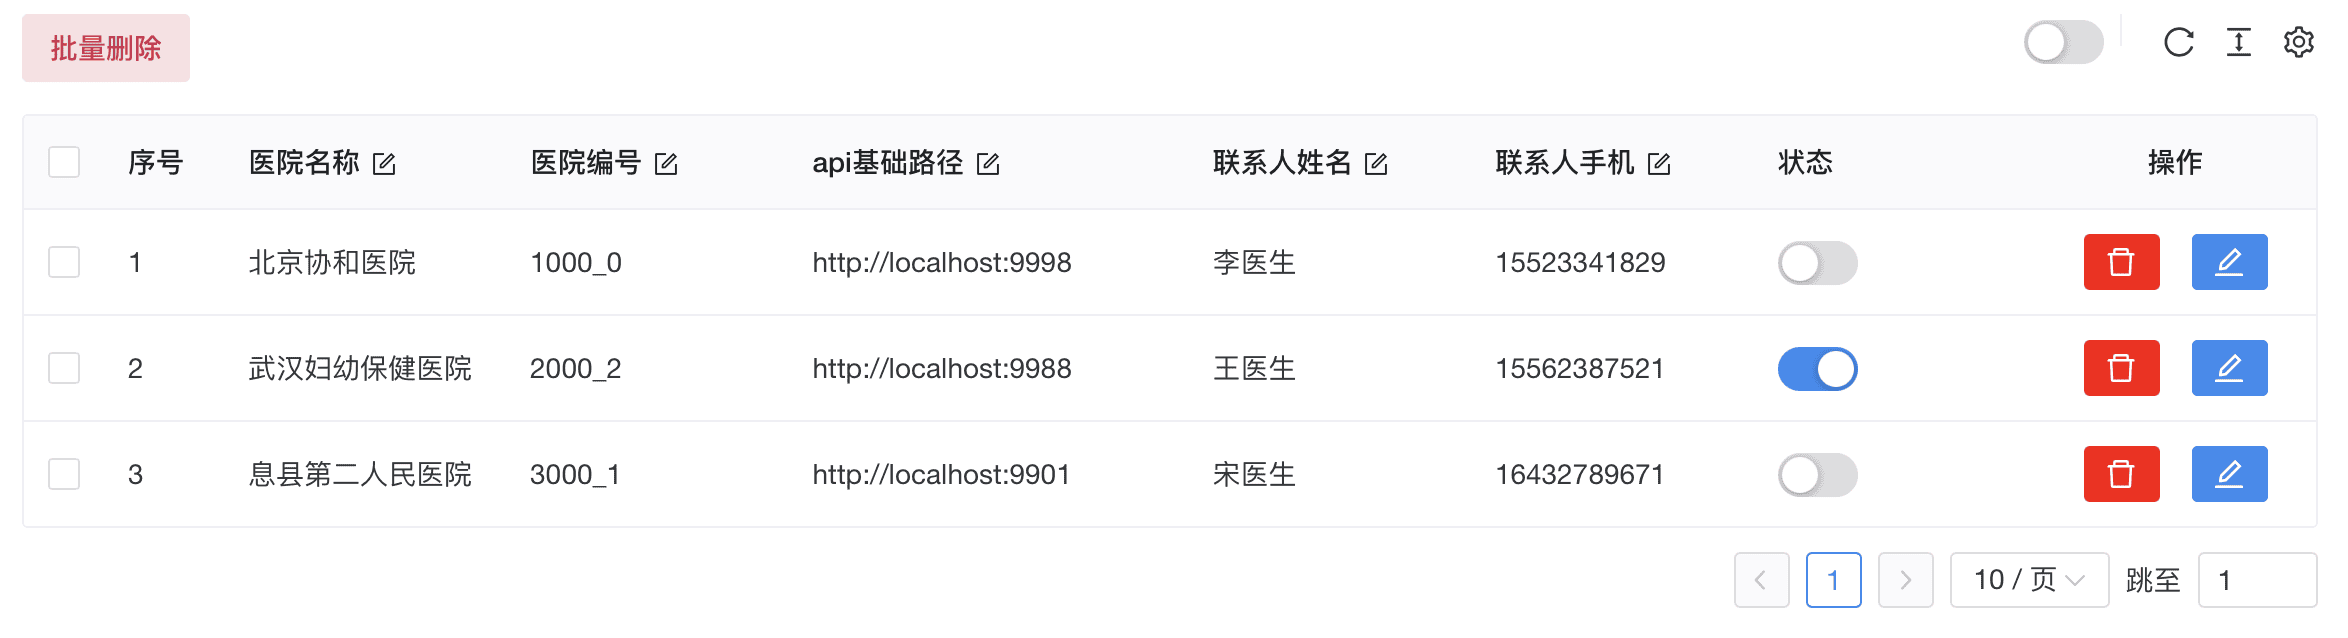 批量删除
序号 医院名称 医院编号 api基础路径 联系人姓名 联系人手机 状态 操作
1 北京协和医院 1000_0 http://localhost:9998 李医生 15523341829
2 武汉妇幼保健医院 2000_2 http://localhost:9988 王医生 15562387521
3 息县第二人民医院 3000_1 http://localhost:9901 宋医生 16432789671
1 10 / 页 跳至 1